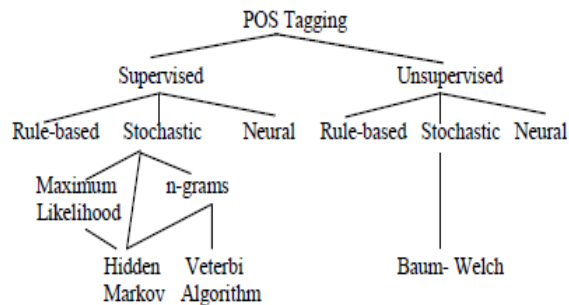 POS Tagging
Supervised Unsupervised
Rule-based Stochastic Neural Rule-based Stochastic Neural
Maximum n-grams
Likelihood
Hidden Veterbi Baum- Welch
Markov Algorithm